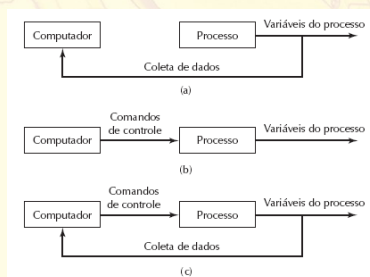 Variáveis do processo
Computador
Processo
Coleta de dados
(a)
Comandos
de controle
Variáveis do processo
Computador
Processo
(b)
Comandos
de controle
Variáveis do processo
Computador
Processo
Coleta de dados
(c)